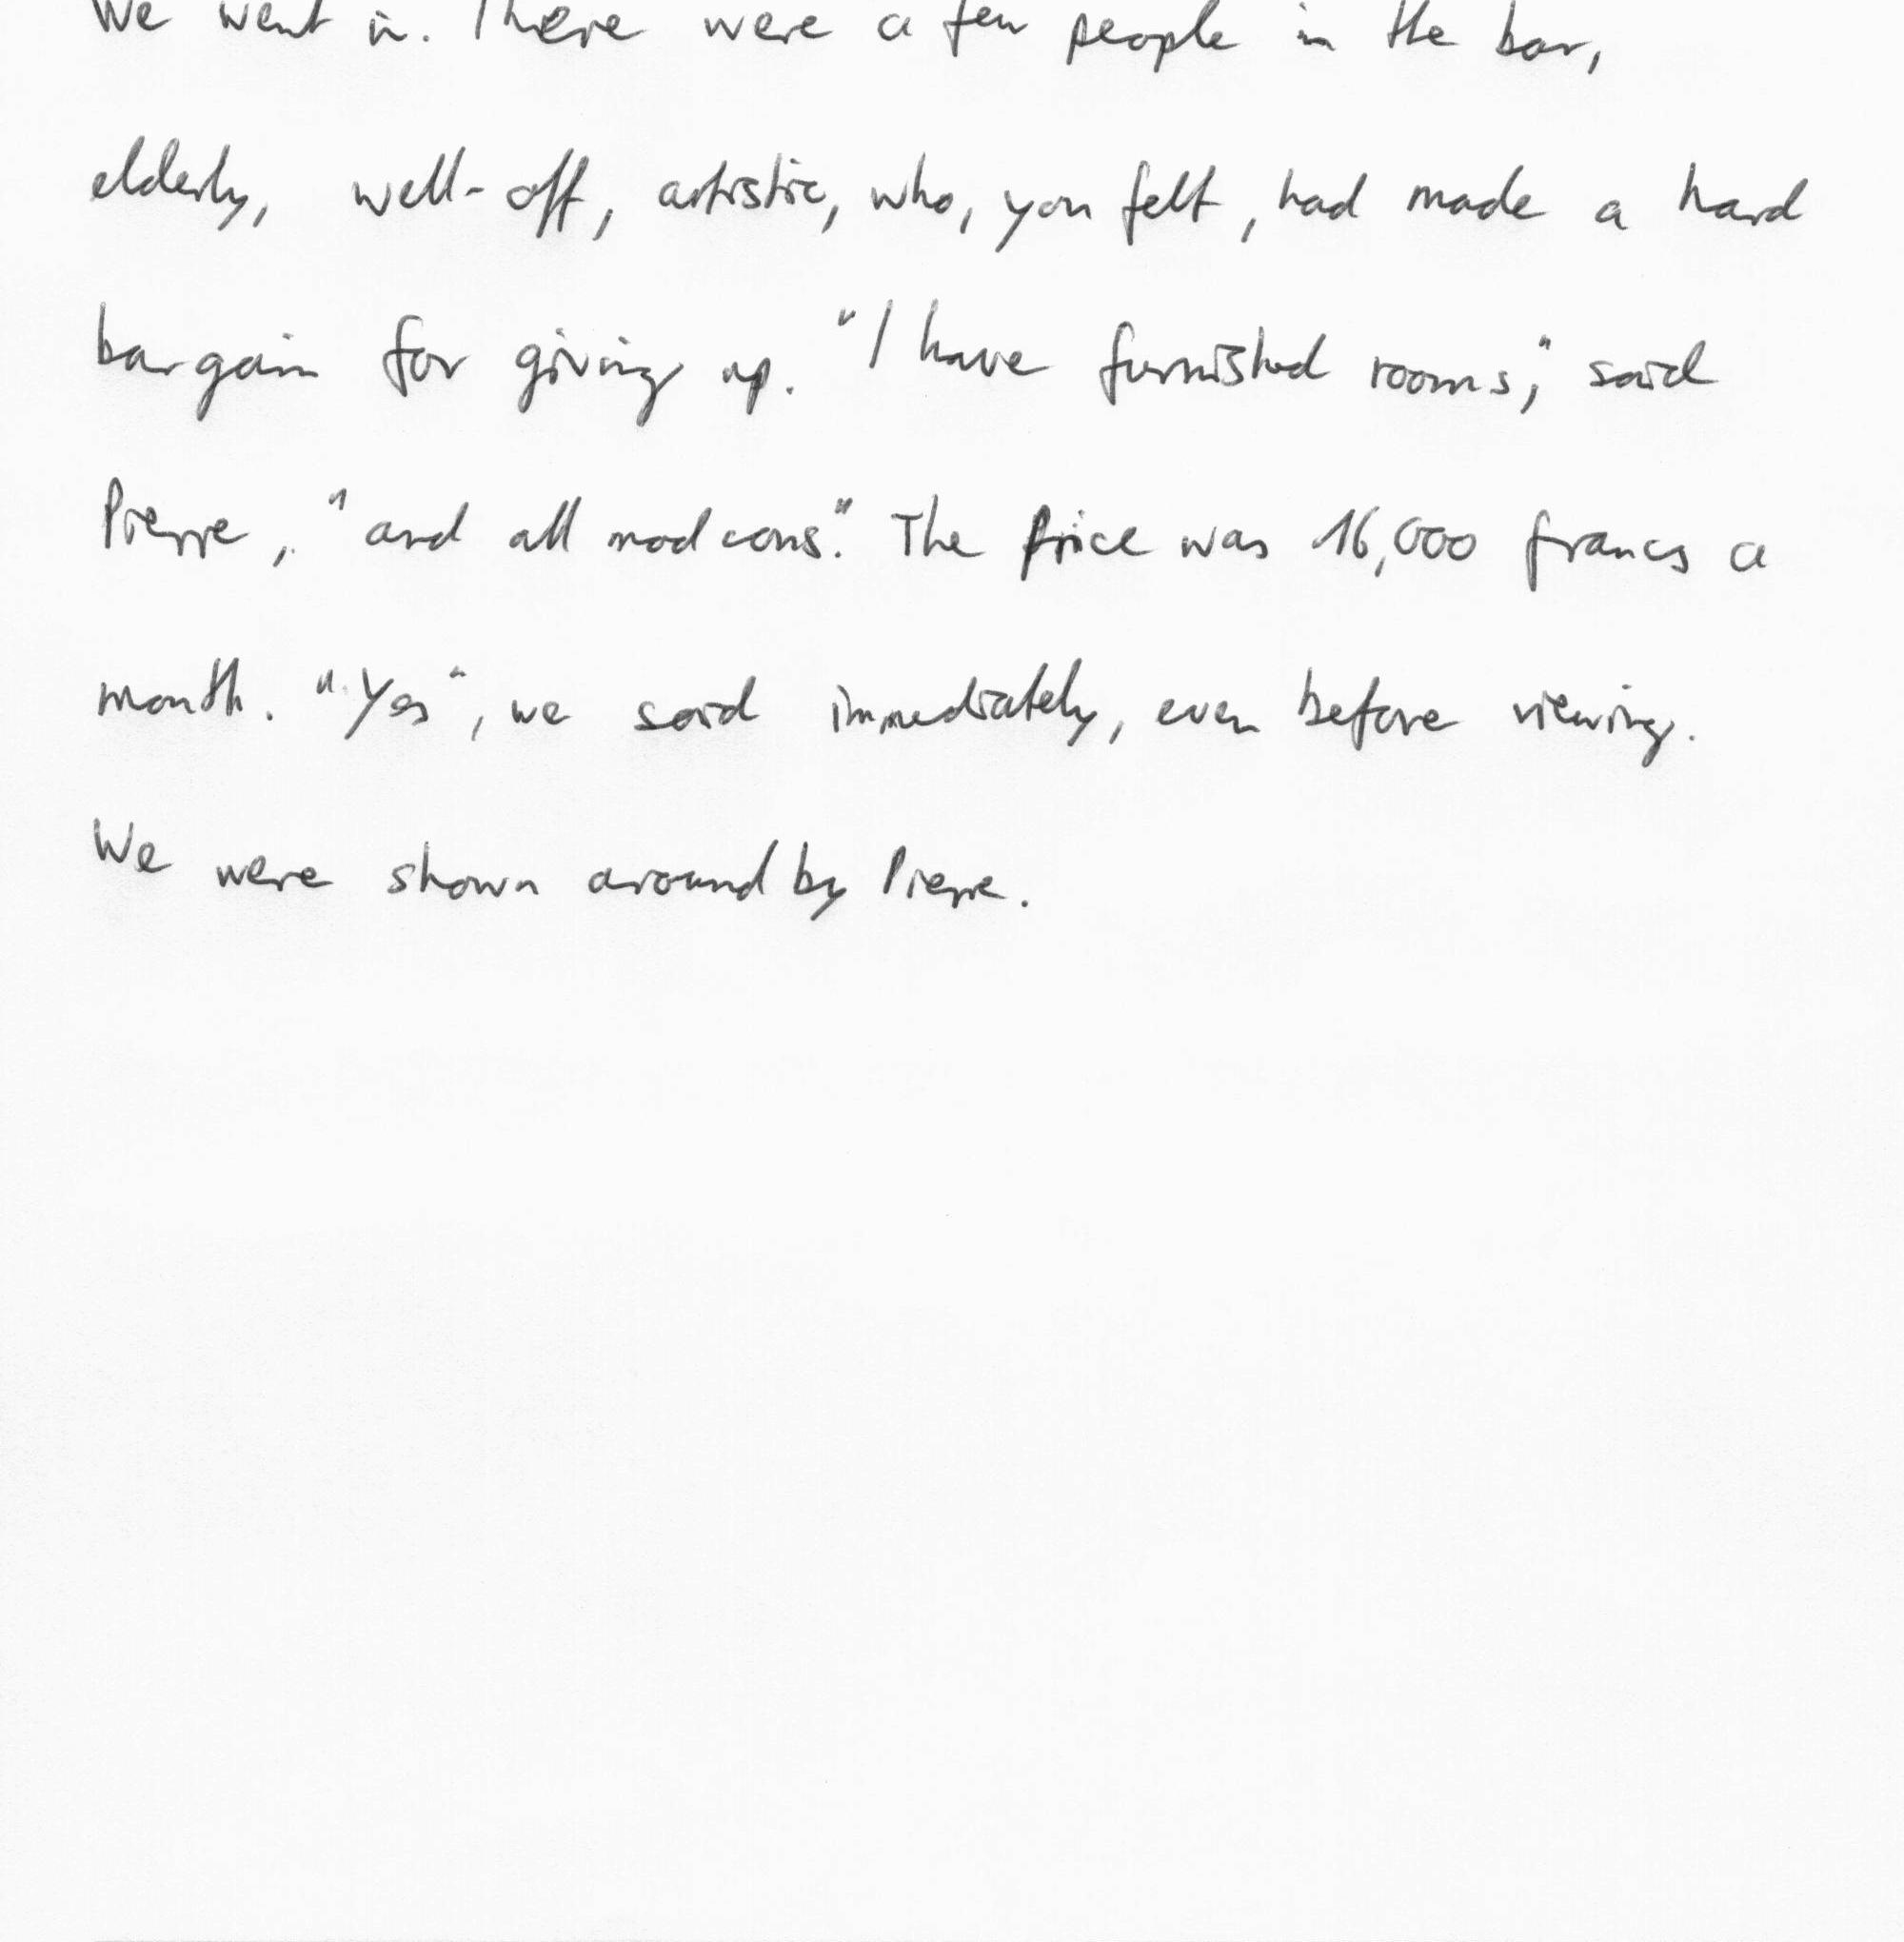 We went in. There were a few people in the bar,
elderly, well-off, artistic, who, you felt, had made a hard
bargain for giving up. "I have furnished rooms," said
Pierre, "and all mod cons." The price was 16,000 francs a
month. "Yes", we said immediately, even before viewing.
We were shown around by Pierre.